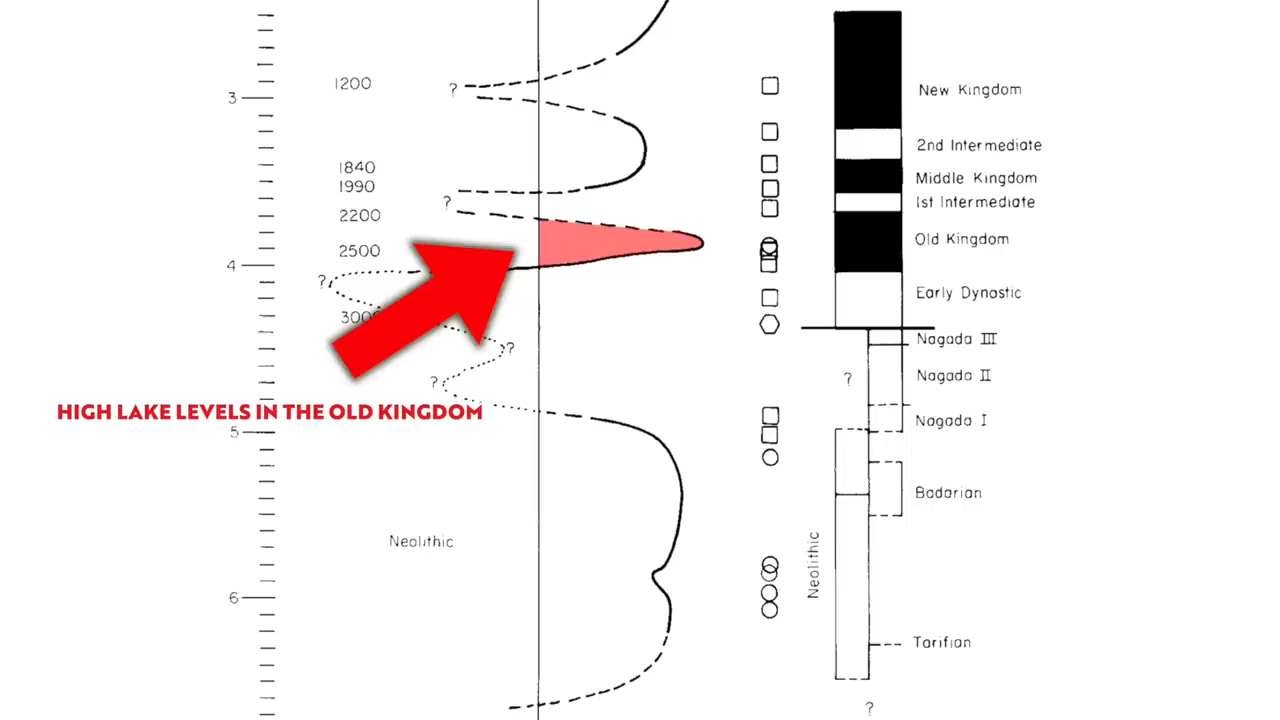 1200
?
3
New Kingdom
2nd Intermediate
1840
Middle Kingdom
1990
1st Intermediate
?
2200
Old Kingdom
2500
4
?
Early Dynastic
3000
Nagada III
?
Nagada II
?
?
HIGH LAKE LEVELS IN THE OLD KINGDOM
Nagada I
5
Badarian
Neolithic
Neolithic
6
Tarifian
?